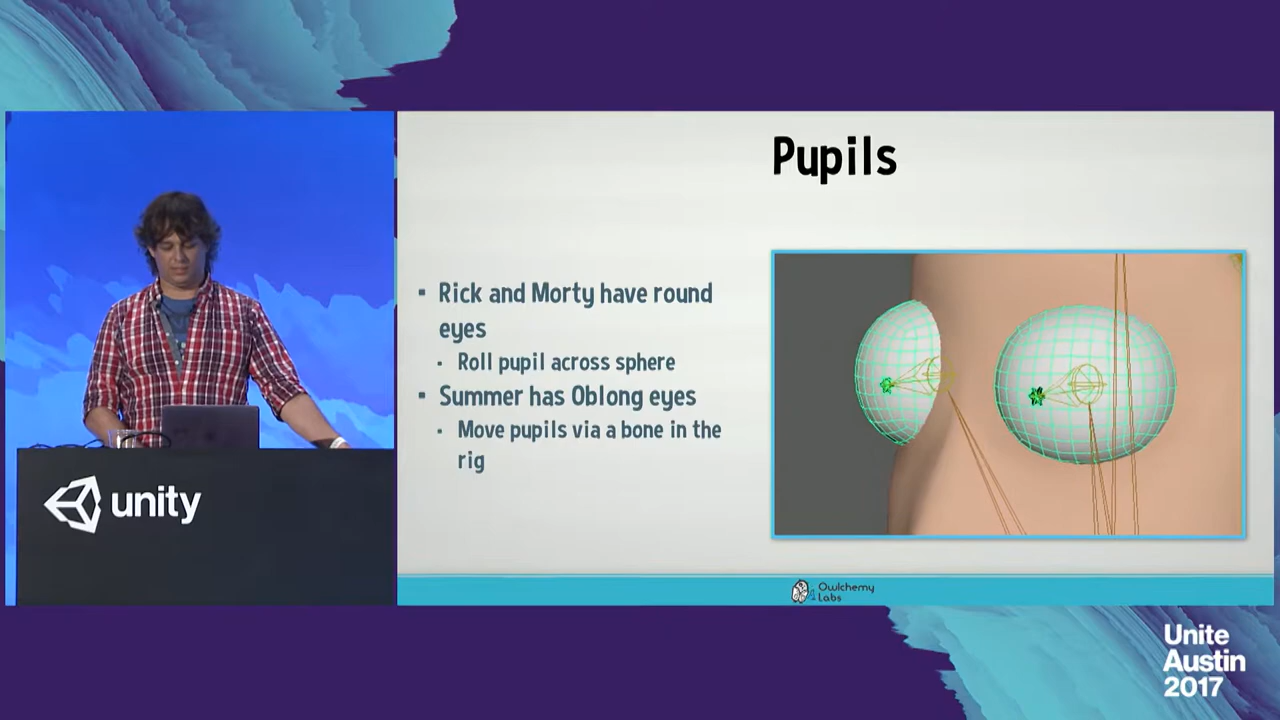 Pupils
▪ Rick and Morty have round
eyes
▪ Roll pupil across sphere
▪ Summer has Oblong eyes
▪ Move pupils via a bone in the
rig
unity
Owlchemy
Labs
Unite
Austin
2017